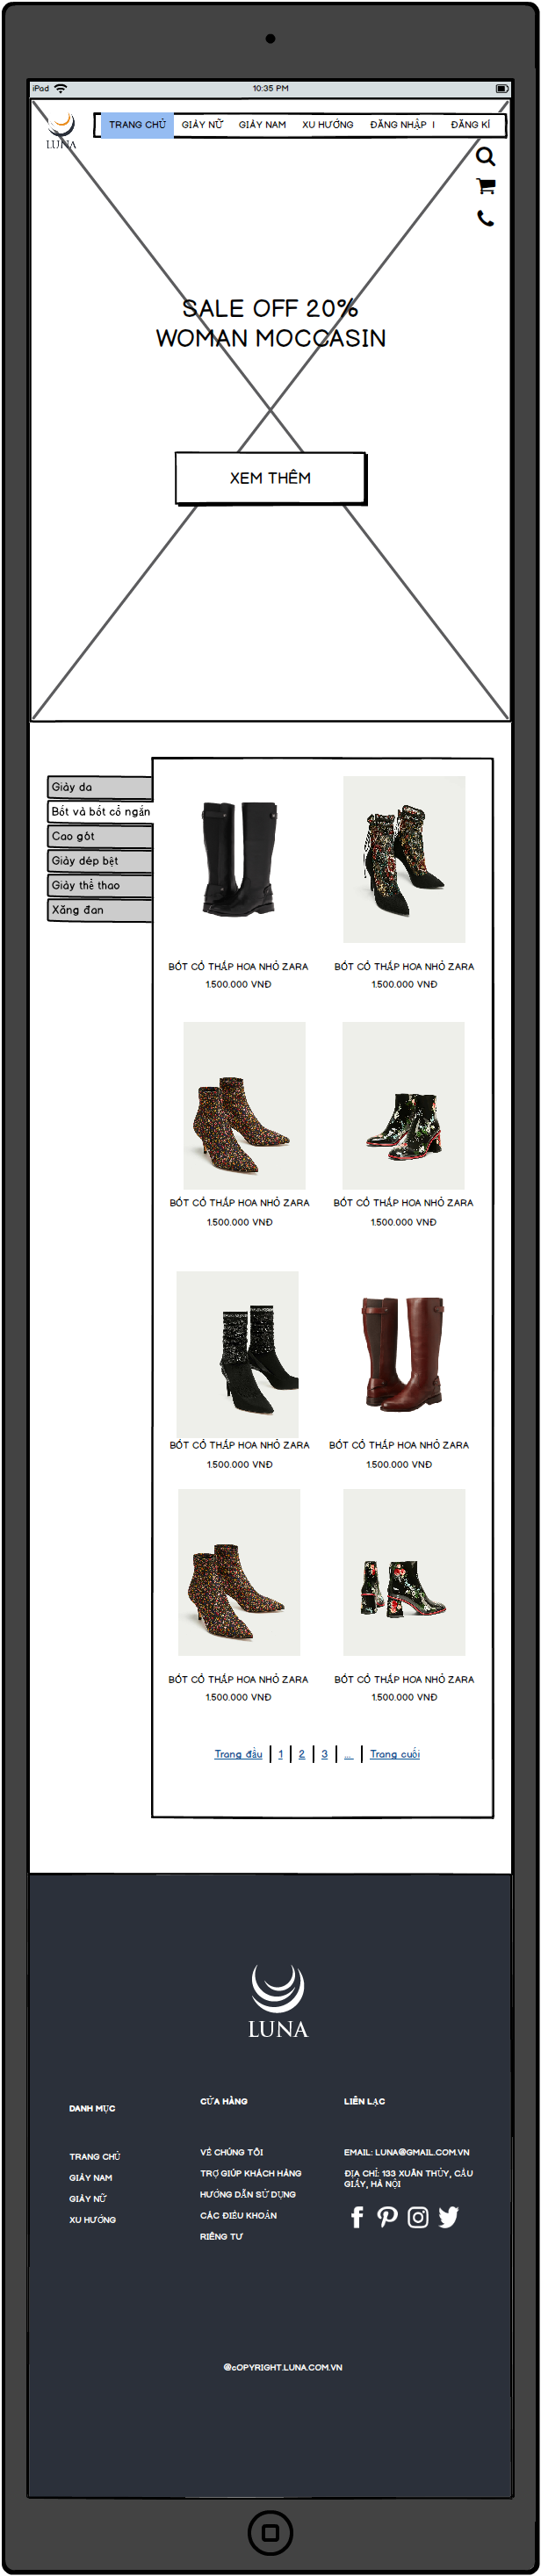 iPad
10:35 PM
LUNA
TRANG CHỦ GIÀY NỮ GIÀY NAM XU HƯỚNG ĐĂNG NHẬP | ĐĂNG KÍ
SALE OFF 20%
WOMAN MOCCASIN
XEM THÊM
Giày da
Bốt và bốt cổ ngắn
Cao gót
Giày dép bệt
Giày thể thao
Xăng đan
BỐT CỔ THẤP HOA NHỎ ZARA
1.500.000 VNĐ
BỐT CỔ THẤP HOA NHỎ ZARA
1.500.000 VNĐ
BỐT CỔ THẤP HOA NHỎ ZARA
1.500.000 VNĐ
BỐT CỔ THẤP HOA NHỎ ZARA
1.500.000 VNĐ
BỐT CỔ THẤP HOA NHỎ ZARA
1.500.000 VNĐ
BỐT CỔ THẤP HOA NHỎ ZARA
1.500.000 VNĐ
BỐT CỔ THẤP HOA NHỎ ZARA
1.500.000 VNĐ
BỐT CỔ THẤP HOA NHỎ ZARA
1.500.000 VNĐ
Trang đầu | 1 | 2 | 3 | ... | Trang cuối
LUNA
DANH MỤC
TRANG CHỦ
GIÀY NAM
GIÀY NỮ
XU HƯỚNG
CỬA HÀNG
VỀ CHÚNG TÔI
TRỢ GIÚP KHÁCH HÀNG
HƯỚNG DẪN SỬ DỤNG
CÁC ĐIỀU KHOẢN
RIÊNG TƯ
LIÊN LẠC
EMAIL: LUNA@GMAIL.COM.VN
ĐỊA CHỈ: 133 XUÂN THỦY, CẦU
GIẤY, HÀ NỘI
@cOPYRIGHT.LUNA.COM.VN